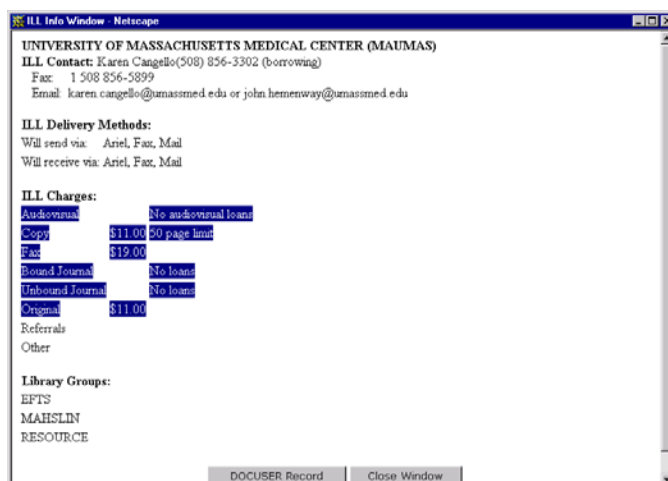 ILL Info Window - Netscape
UNIVERSITY OF MASSACHUSETTS MEDICAL CENTER (MAUMAS)
ILL Contact: Karen Cangello(508) 856-3302 (borrowing)
Fax: 1 508 856-5899
Email: karen.cangello@umassmed.edu or john.hemenway@umassmed.edu
ILL Delivery Methods:
Will send via: Ariel, Fax, Mail
Will receive via: Ariel, Fax, Mail
ILL Charges:
Audiovisual No audiovisual loans
Copy $11.00 50 page limit
Fax $19.00
Bound Journal No loans
Unbound Journal No loans
Original $11.00
Referrals
Other
Library Groups:
EFTS
MAHSLIN
RESOURCE
DOCUSER Record Close Window